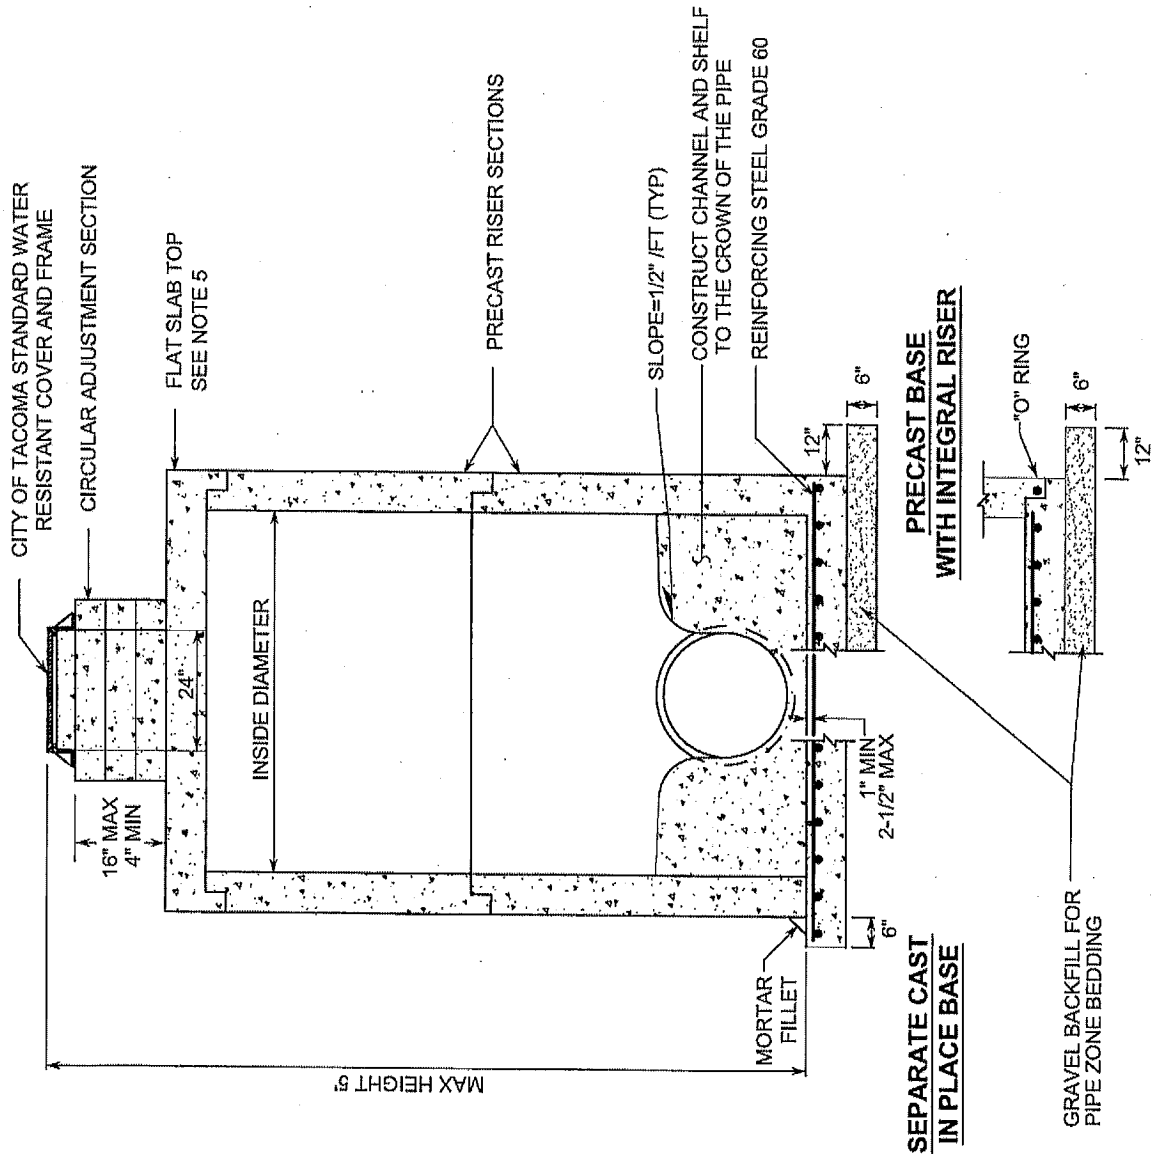 CITY OF TACOMA STANDARD WATER
RESISTANT COVER AND FRAME
CIRCULAR ADJUSTMENT SECTION
FLAT SLAB TOP
SEE NOTE 5
16" MAX
4" MIN
24"
INSIDE DIAMETER
PRECAST RISER SECTIONS
MAX HEIGHT 5'
SLOPE=1/2" /FT (TYP)
CONSTRUCT CHANNEL AND SHELF
TO THE CROWN OF THE PIPE
REINFORCING STEEL GRADE 60
MORTAR
FILLET
6"
1" MIN
2-1/2" MAX
12"
6"
SEPARATE CAST
IN PLACE BASE
PRECAST BASE
WITH INTEGRAL RISER
"O" RING
6"
12"
GRAVEL BACKFILL FOR
PIPE ZONE BEDDING